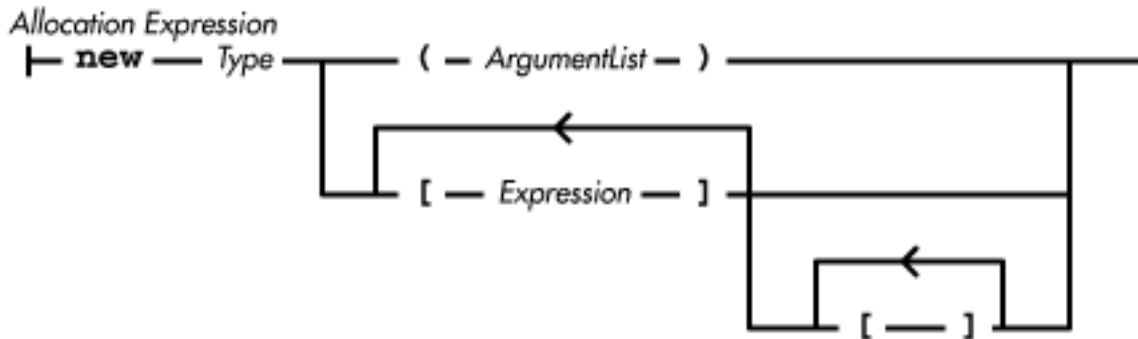 Allocation Expression
new Type ( ArgumentList )
[ Expression ]
[ ]